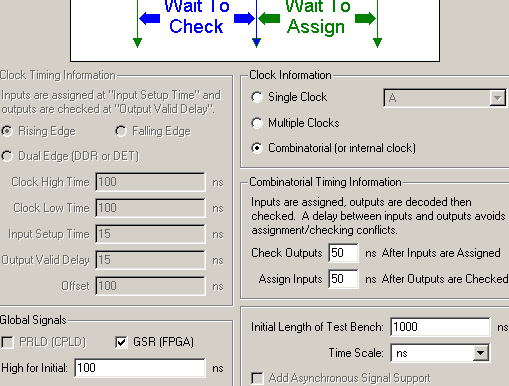 Wait To
Check
Wait To
Assign
Clock Timing Information
Inputs are assigned at "Input Setup Time" and
outputs are checked at "Output Valid Delay".
Rising Edge
Falling Edge
Dual Edge (DDR or DET)
Clock High Time 100 ns
Clock Low Time 100 ns
Input Setup Time 15 ns
Output Valid Delay 15 ns
Offset 100 ns
Global Signals
PRLD (CPLD)
GSR (FPGA)
High for Initial: 100 ns
Clock Information
Single Clock
A
Multiple Clocks
Combinatorial (or internal clock)
Combinatorial Timing Information
Inputs are assigned, outputs are decoded then
checked. A delay between inputs and outputs avoids
assignment/checking conflicts.
Check Outputs 50 ns After Inputs are Assigned
Assign Inputs 50 ns After Outputs are Checked
Initial Length of Test Bench: 1000 ns
Time Scale: ns
Add Asynchronous Signal Support